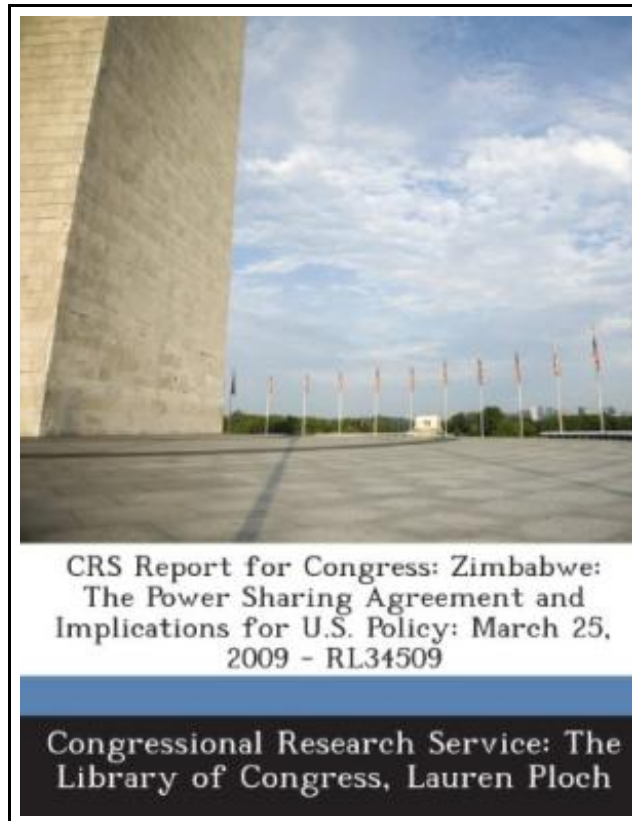 CRS Report for Congress: Zimbabwe:
The Power Sharing Agreement and
Implications for U.S. Policy: March 25,
2009 - RL34509
Congressional Research Service: The
Library of Congress, Lauren Ploch